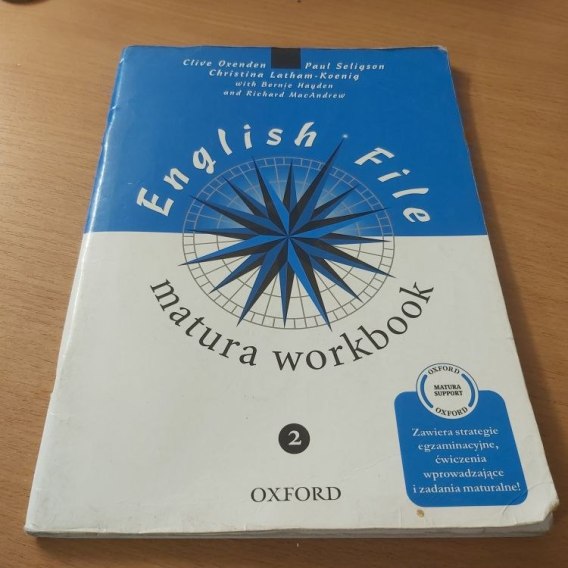 Clive Oxenden Paul Seligson
Christina Latham-Koenig
with Bernie Hayden
and Richard MacAndrew
English File
matura workbook
OXFORD
MATURA
SUPPORT
OXFORD
Zawiera strategie
egzaminacyjne,
ćwiczenia
wprowadzające
i zadania maturalne!
2
OXFORD